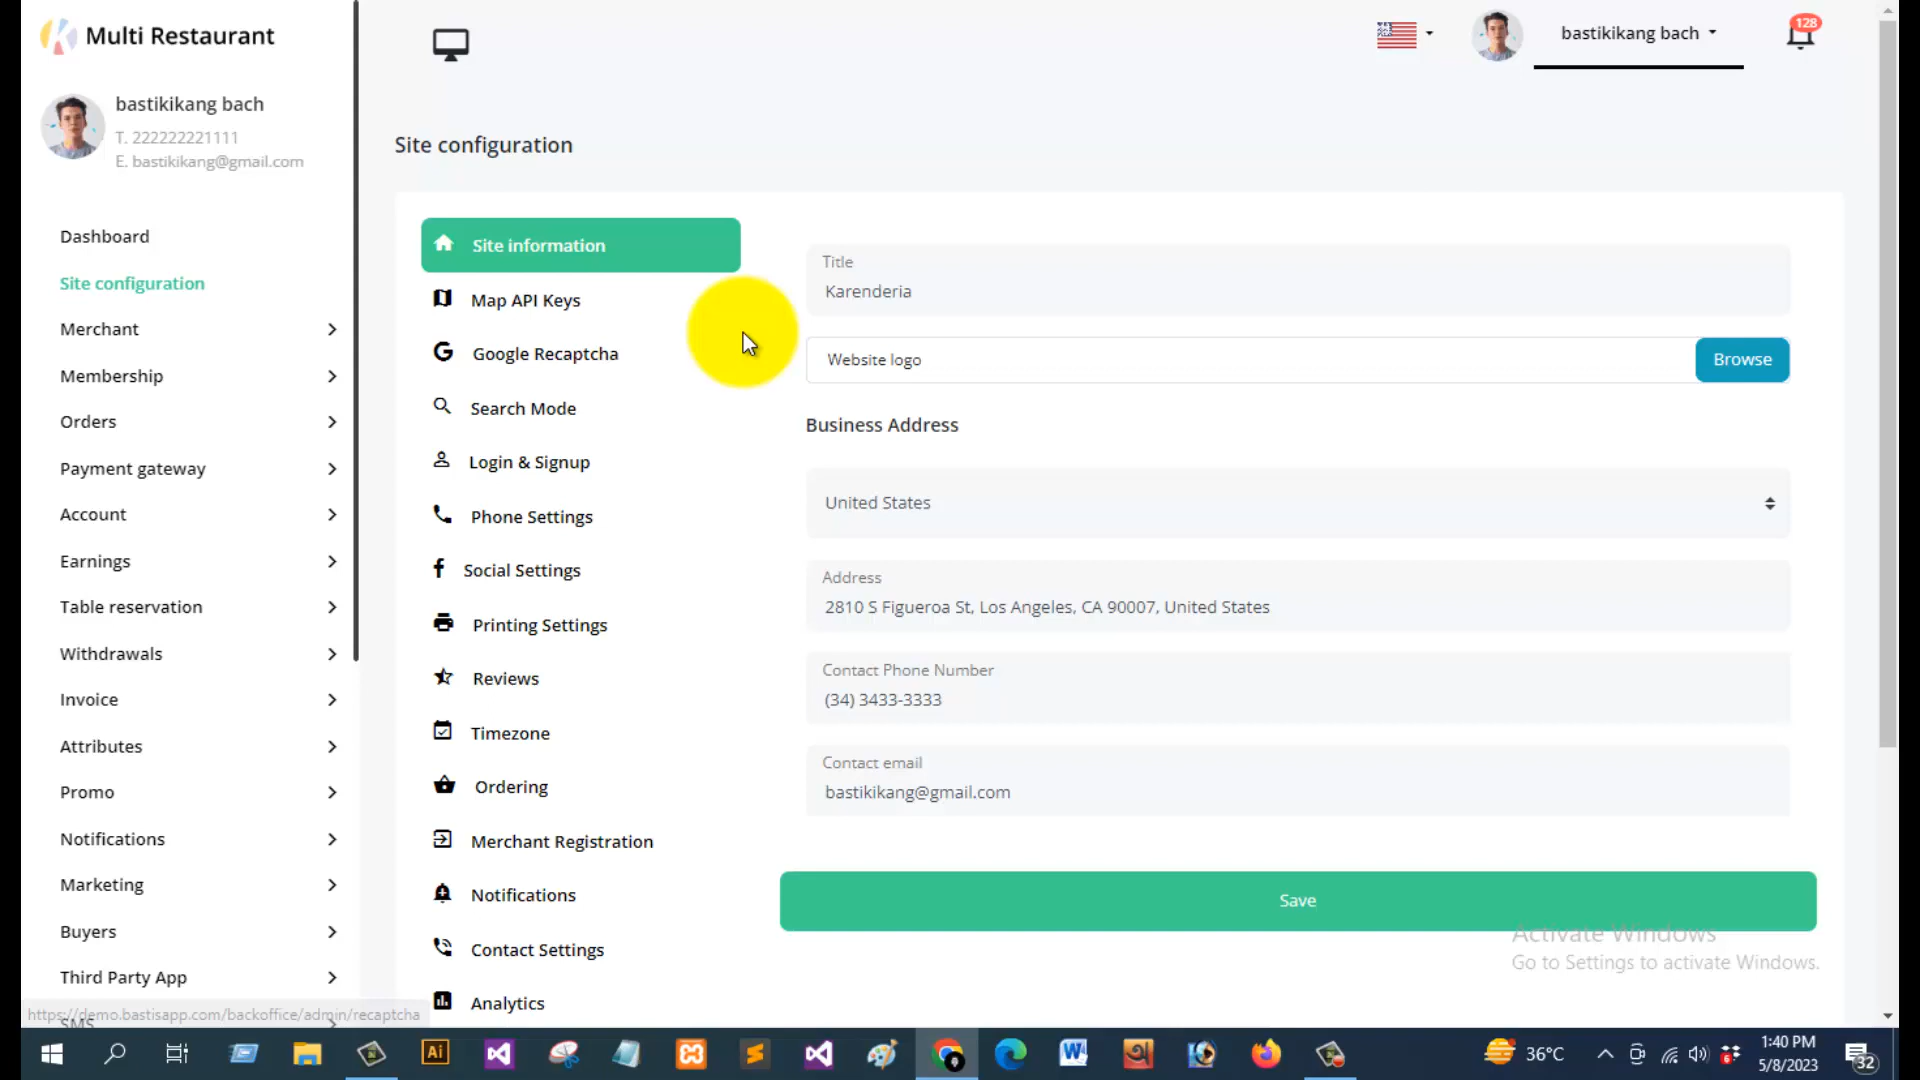 Multi Restaurant
bastikikang bach
T. 222222221111
E. bastikikang@gmail.com
Dashboard
Site configuration
Merchant
Membership
Orders
Payment gateway
Account
Earnings
Table reservation
Withdrawals
Invoice
Attributes
Promo
Notifications
Marketing
Buyers
Third Party App
SMS
https://demo.bastisapp.com/backoffice/admin/recaptcha
bastikikang bach
128
Site configuration
Site information
Map API Keys
Google Recaptcha
Search Mode
Login & Signup
Phone Settings
Social Settings
Printing Settings
Reviews
Timezone
Ordering
Merchant Registration
Notifications
Contact Settings
Analytics
Title
Karenderia
Website logo
Browse
Business Address
United States
Address
2810 S Figueroa St, Los Angeles, CA 90007, United States
Contact Phone Number
(34) 3433-3333
Contact email
bastikikang@gmail.com
Save
Activate Windows
Go to Settings to activate Windows.
Ai
36°C
6
1:40 PM
5/8/2023
32